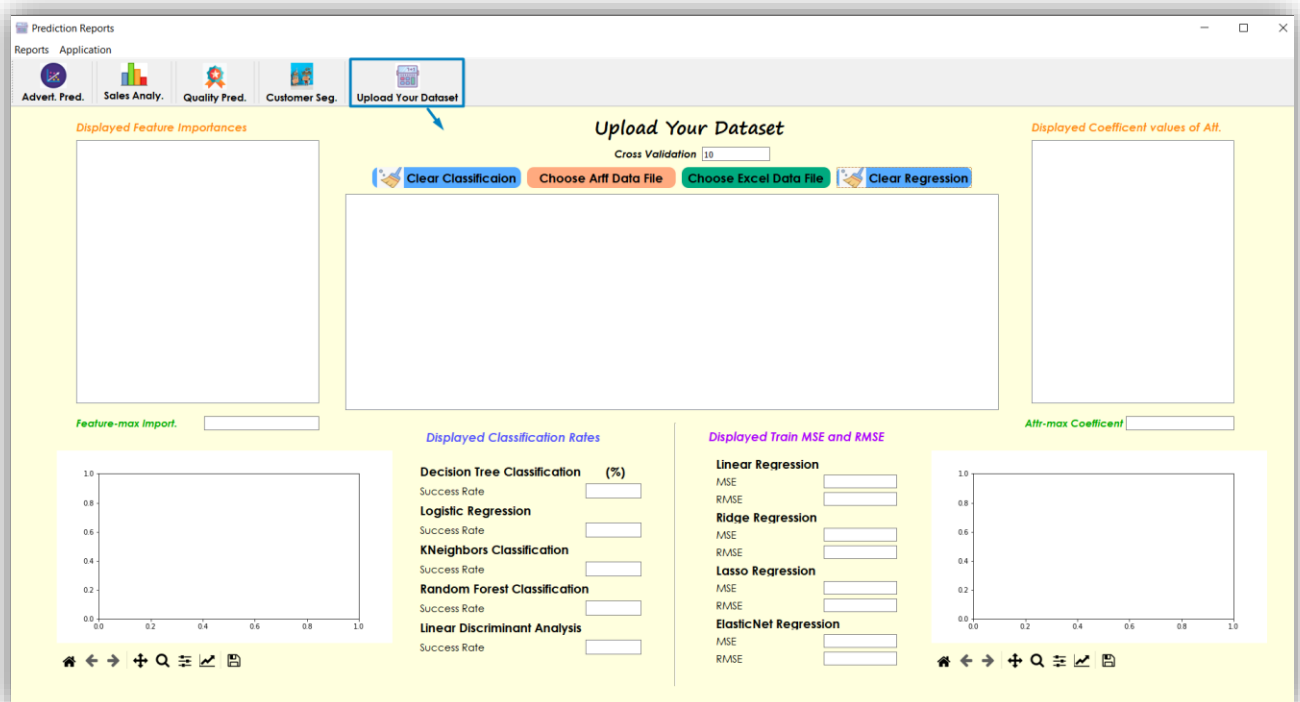 Prediction Reports
Reports Application
Advert. Pred. Sales Analy. Quality Pred. Customer Seg. Upload Your Dataset
Displayed Feature Importances
Upload Your Dataset
Displayed Coefficent values of Att.
Cross Validation 10
Clear Classificaion Choose Arff Data File Choose Excel Data File Clear Regression
Feature-max Import.
Attr-max Coefficent
Displayed Classification Rates
Decision Tree Classification (%)
Success Rate
Logistic Regression
Success Rate
KNeighbors Classification
Success Rate
Random Forest Classification
Success Rate
Linear Discriminant Analysis
Success Rate
Displayed Train MSE and RMSE
Linear Regression
MSE
RMSE
Ridge Regression
MSE
RMSE
Lasso Regression
MSE
RMSE
ElasticNet Regression
MSE
RMSE
1.0
0.8
0.6
0.4
0.2
0.0
0.0 0.2 0.4 0.6 0.8 1.0
1.0
0.8
0.6
0.4
0.2
0.0
0.0 0.2 0.4 0.6 0.8 1.0